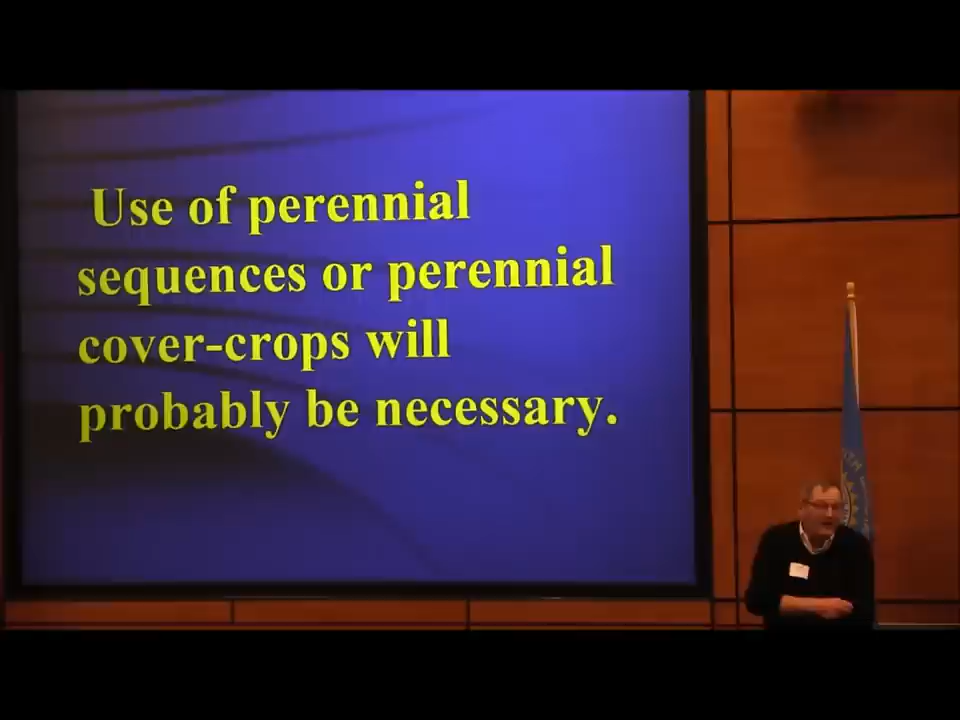 Use of perennial
sequences or perennial
cover-crops will
probably be necessary.